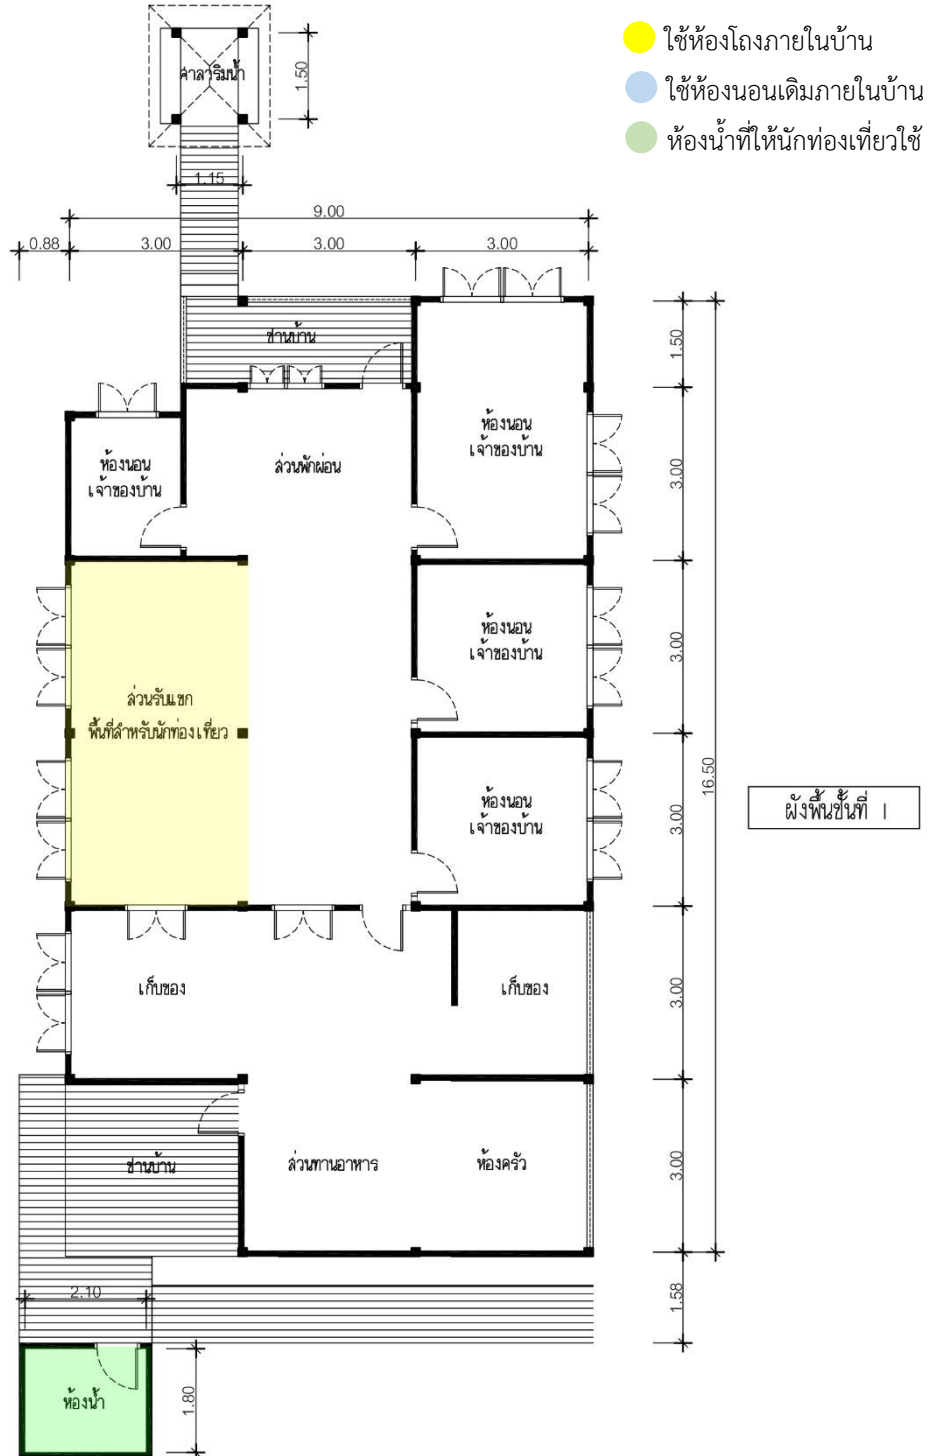 ใช้ห้องโถงภายในบ้าน
ใช้ห้องนอนเดิมภายในบ้าน
ห้องน้ำที่ให้นักท่องเที่ยวใช้
ศาลาริมน้ำ
1.50
1.15
9.00
0.88
3.00
3.00
3.00
ชานบ้าน
1.50
ห้องนอน
เจ้าของบ้าน
ส่วนพักผ่อน
ห้องนอน
เจ้าของบ้าน
3.00
ห้องนอน
เจ้าของบ้าน
3.00
ส่วนรับแขก
พื้นที่สำหรับนักท่องเที่ยว
16.50
ห้องนอน
เจ้าของบ้าน
3.00
ผังพื้นชั้นที่ 1
เก็บของ
เก็บของ
3.00
ชานบ้าน
ส่วนทานอาหาร
ห้องครัว
3.00
2.10
1.58
ห้องน้ำ
1.80